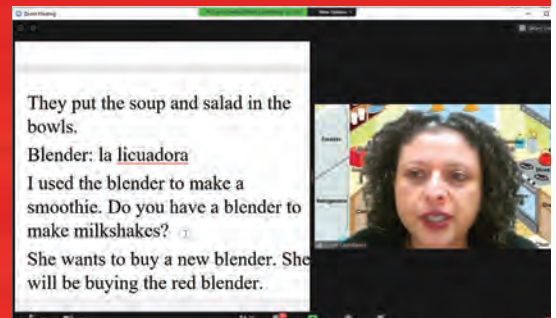 Zoom Meeting
They put the soup and salad in the
bowls.
Blender: la licuadora
I used the blender to make a
smoothie. Do you have a blender to
make milkshakes?
She wants to buy a new blender. She
will be buying the red blender.